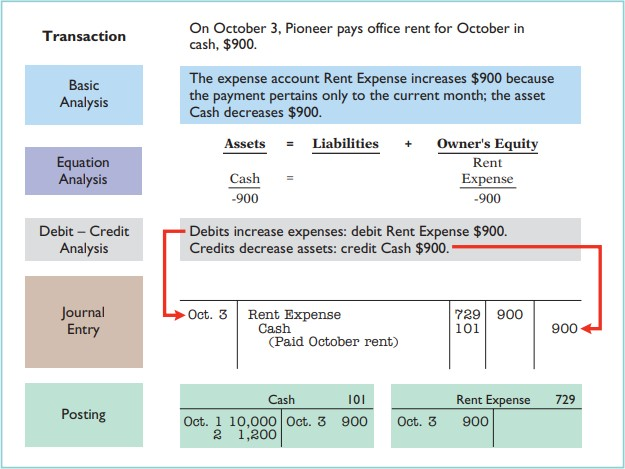 Transaction
On October 3, Pioneer pays office rent for October in
cash, $900.
Basic
Analysis
The expense account Rent Expense increases $900 because
the payment pertains only to the current month; the asset
Cash decreases $900.
Equation
Analysis
Assets = Liabilities + Owner's Equity
Rent
Cash = Expense
-900 -900
Debit – Credit
Analysis
Debits increase expenses: debit Rent Expense $900.
Credits decrease assets: credit Cash $900.
Journal
Entry
Oct. 3 Rent Expense 729 900
Cash 101 900
(Paid October rent)
Posting
Cash 101
Oct. 1 10,000 Oct. 3 900
2 1,200
Rent Expense 729
Oct. 3 900